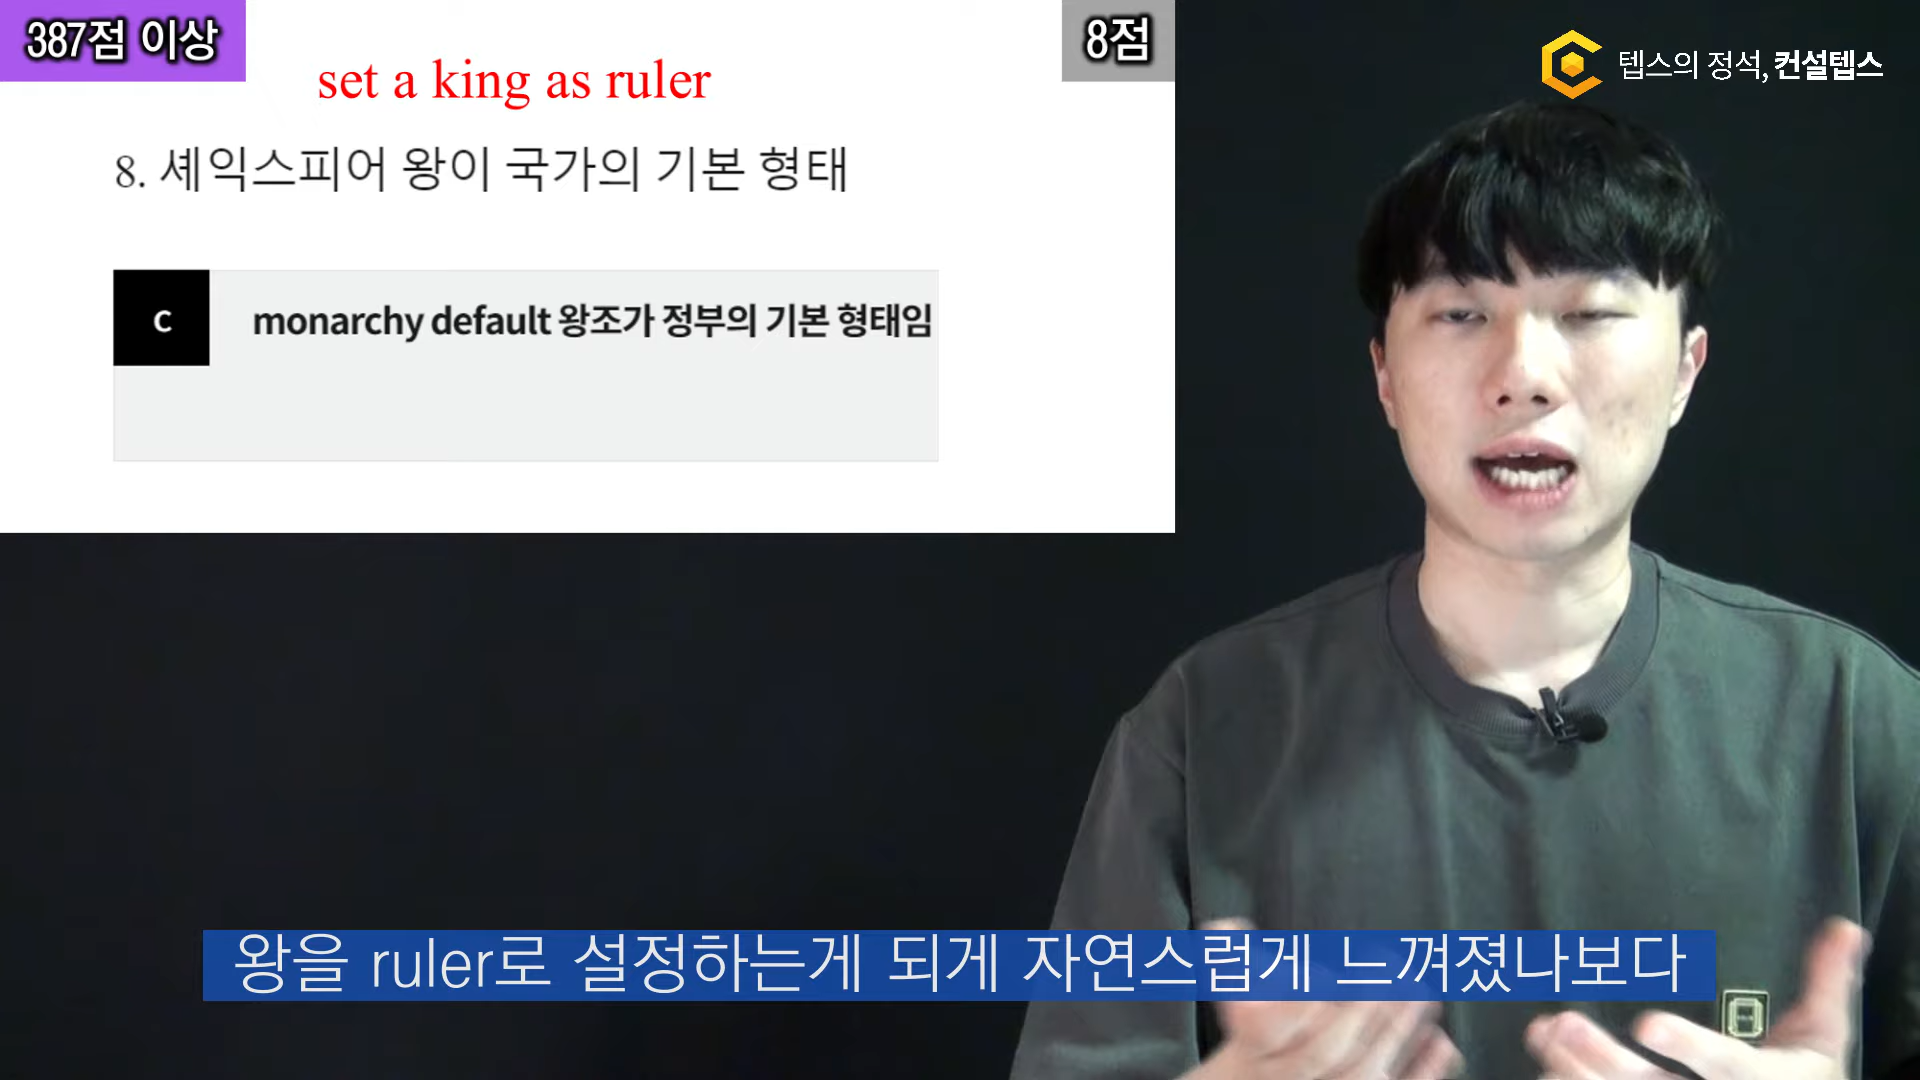 387점 이상
8점
텝스의 정석, 컨설텝스
set a king as ruler
8. 셰익스피어 왕이 국가의 기본 형태
C
monarchy default 왕조가 정부의 기본 형태임
왕을 ruler로 설정하는게 되게 자연스럽게 느껴졌나보다